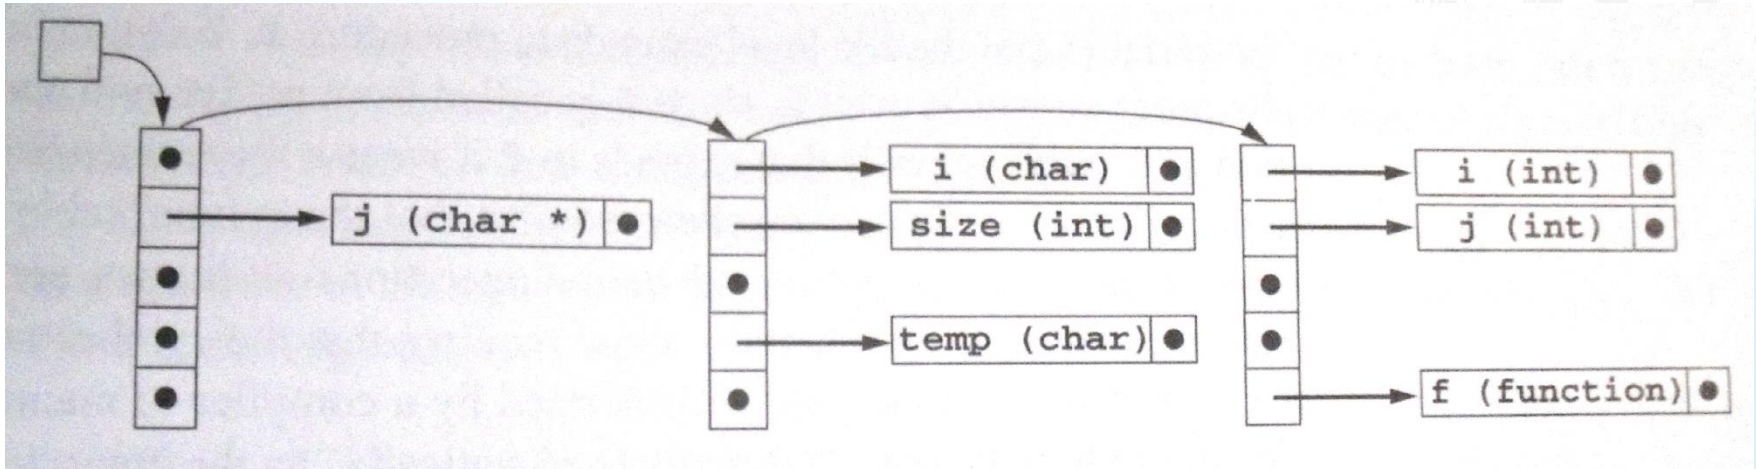 i (char)
i (int)
j (char *)
size (int)
j (int)
temp (char)
f (function)